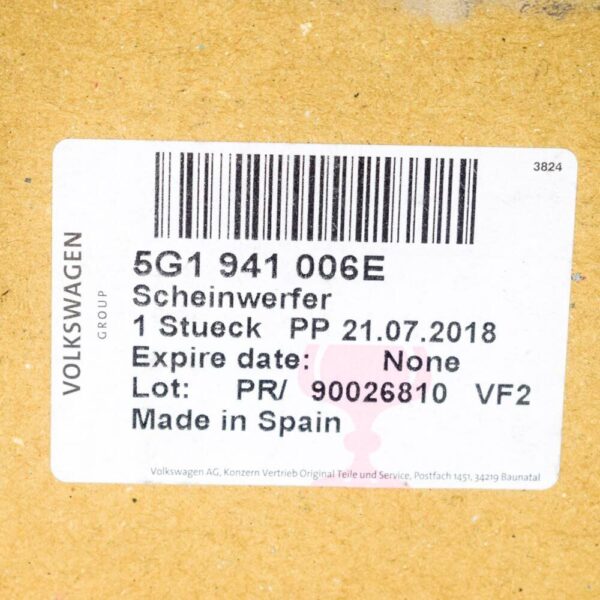 3824
VOLKSWAGEN
GROUP
5G1 941 006E
Scheinwerfer
1 Stueck PP 21.07.2018
Expire date: None
Lot: PR/ 90026810 VF2
Made in Spain
Volkswagen AG, Konzern Vertrieb Original Teile und Service, Postfach 1451, 34219 Baunatal